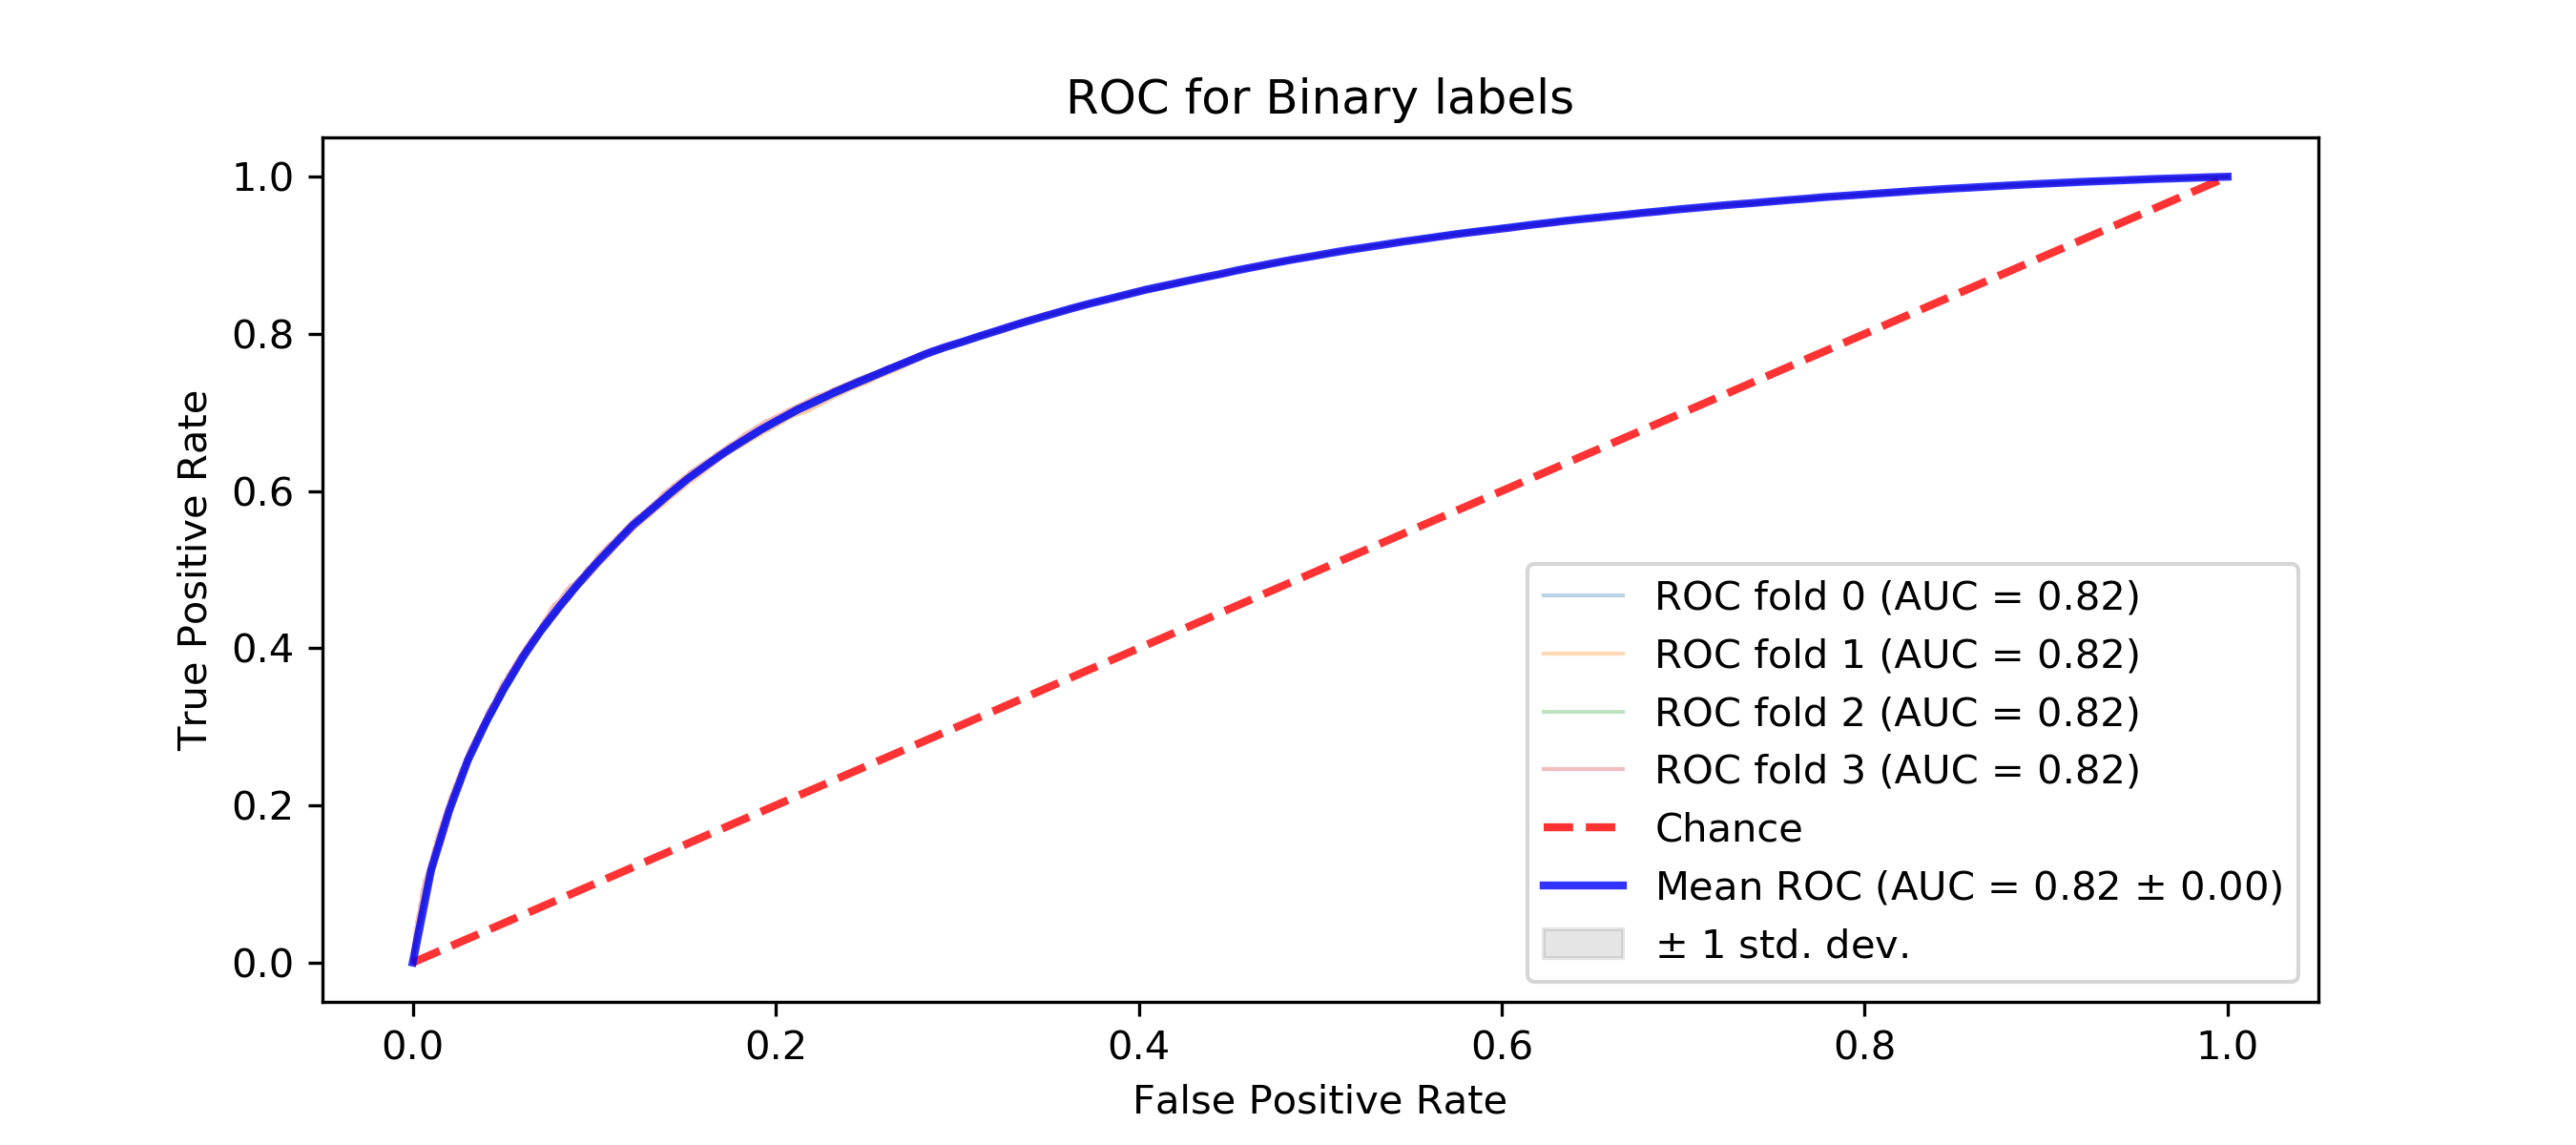 ROC for Binary labels
1.0
0.8
0.6
0.4
0.2
0.0
True Positive Rate
ROC fold 0 (AUC = 0.82)
ROC fold 1 (AUC = 0.82)
ROC fold 2 (AUC = 0.82)
ROC fold 3 (AUC = 0.82)
Chance
Mean ROC (AUC = 0.82 ± 0.00)
± 1 std. dev.
0.0 0.2 0.4 0.6 0.8 1.0
False Positive Rate